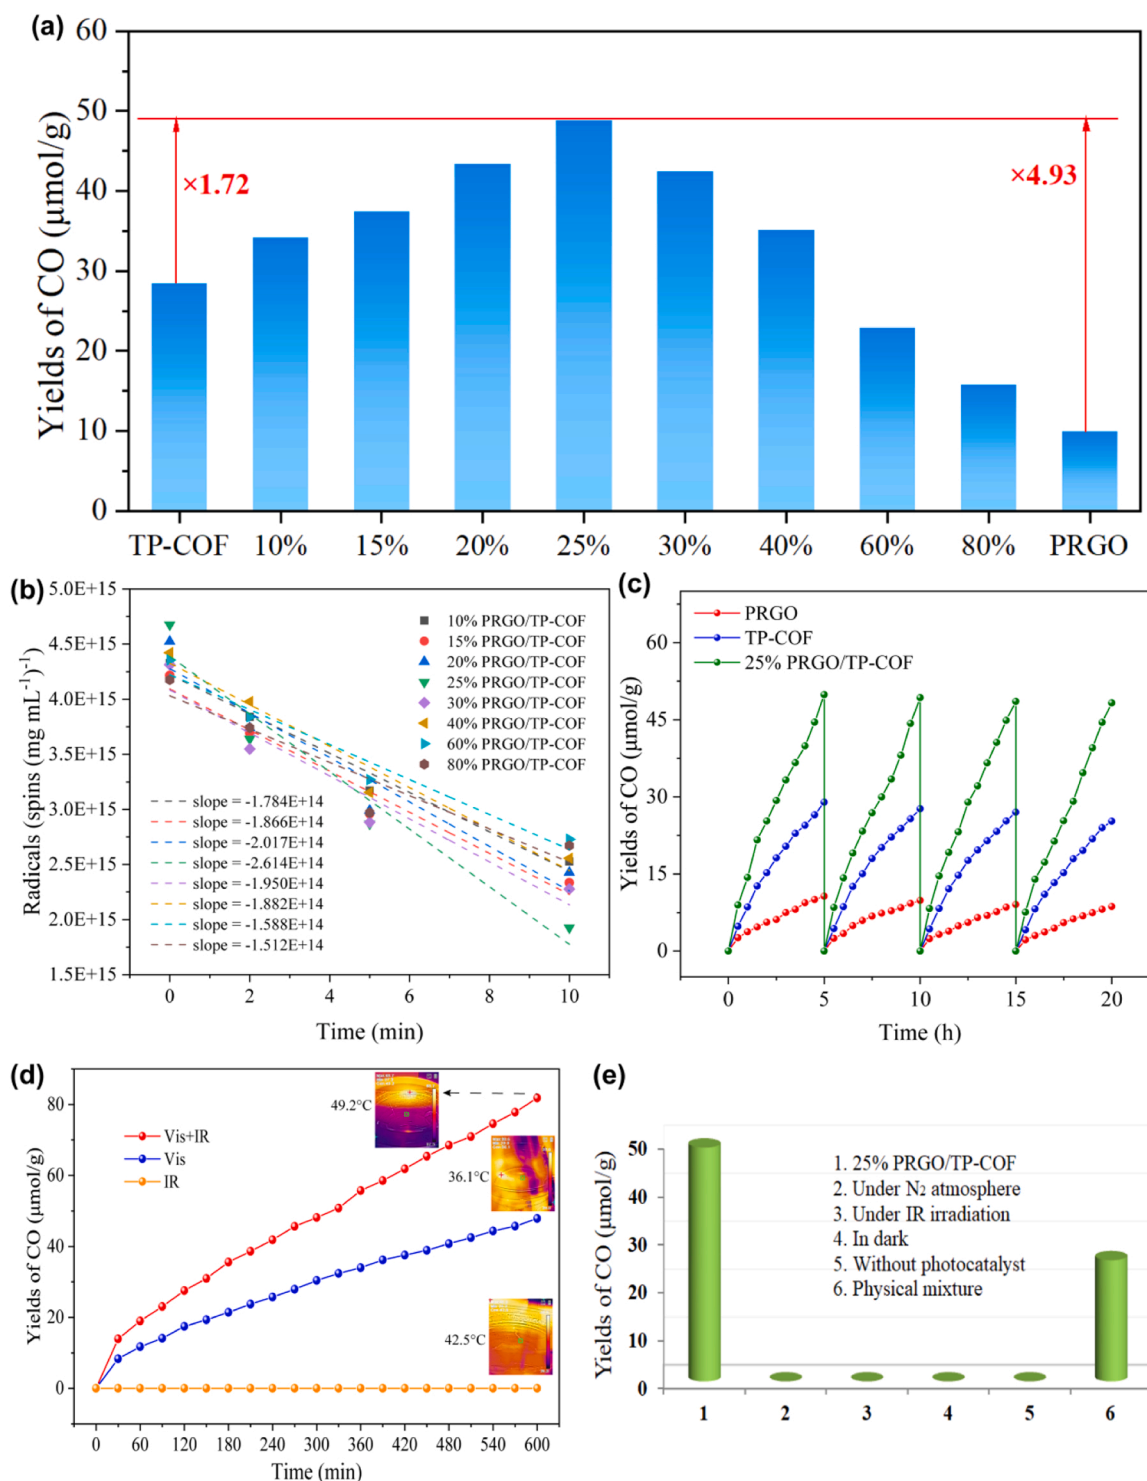 (a)
60
50
40
30
20
10
0
Yields of CO (μmol/g)
×1.72
×4.93
TP-COF 10% 15% 20% 25% 30% 40% 60% 80% PRGO
(b)
5.0E+15
4.5E+15
4.0E+15
3.5E+15
3.0E+15
2.5E+15
2.0E+15
1.5E+15
Radicals (spins (mg mL⁻¹)⁻¹)
10% PRGO/TP-COF
15% PRGO/TP-COF
20% PRGO/TP-COF
25% PRGO/TP-COF
30% PRGO/TP-COF
40% PRGO/TP-COF
60% PRGO/TP-COF
80% PRGO/TP-COF
slope = -1.784E+14
slope = -1.866E+14
slope = -2.017E+14
slope = -2.614E+14
slope = -1.950E+14
slope = -1.882E+14
slope = -1.588E+14
slope = -1.512E+14
0 2 4 6 8 10
Time (min)
(c)
60
45
30
15
0
Yields of CO (μmol/g)
PRGO
TP-COF
25% PRGO/TP-COF
0 5 10 15 20
Time (h)
(d)
80
60
40
20
0
Yields of CO (μmol/g)
Vis+IR
Vis
IR
49.2°C
36.1°C
42.5°C
0 60 120 180 240 300 360 420 480 540 600
Time (min)
(e)
50
40
30
20
10
0
Yields of CO (μmol/g)
1. 25% PRGO/TP-COF
2. Under N₂ atmosphere
3. Under IR irradiation
4. In dark
5. Without photocatalyst
6. Physical mixture
1 2 3 4 5 6